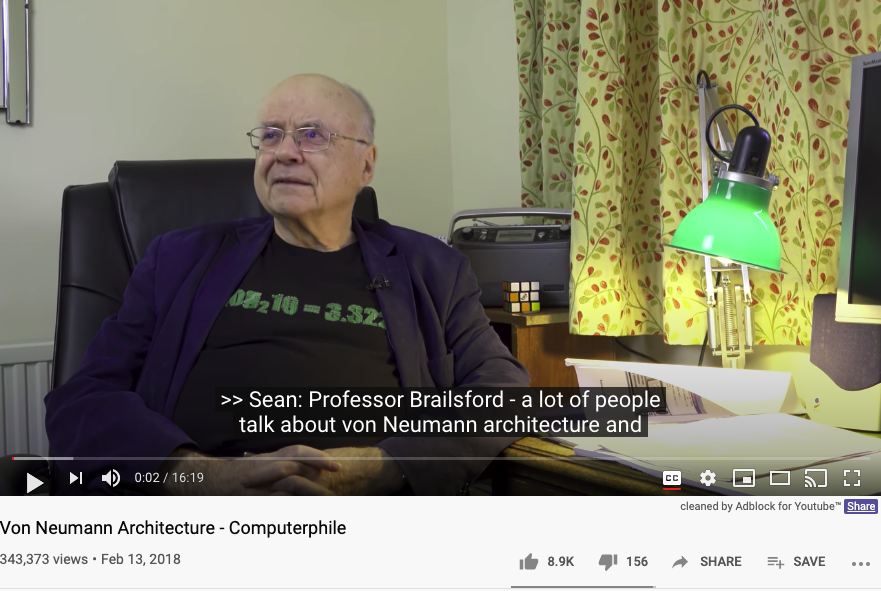 10 = 3.32
>> Sean: Professor Brailsford - a lot of people
talk about von Neumann architecture and
0:02 / 16:19
CC
cleaned by Adblock for Youtube™ Share
Von Neumann Architecture - Computerphile
343,373 views • Feb 13, 2018
8.9K 156 SHARE SAVE